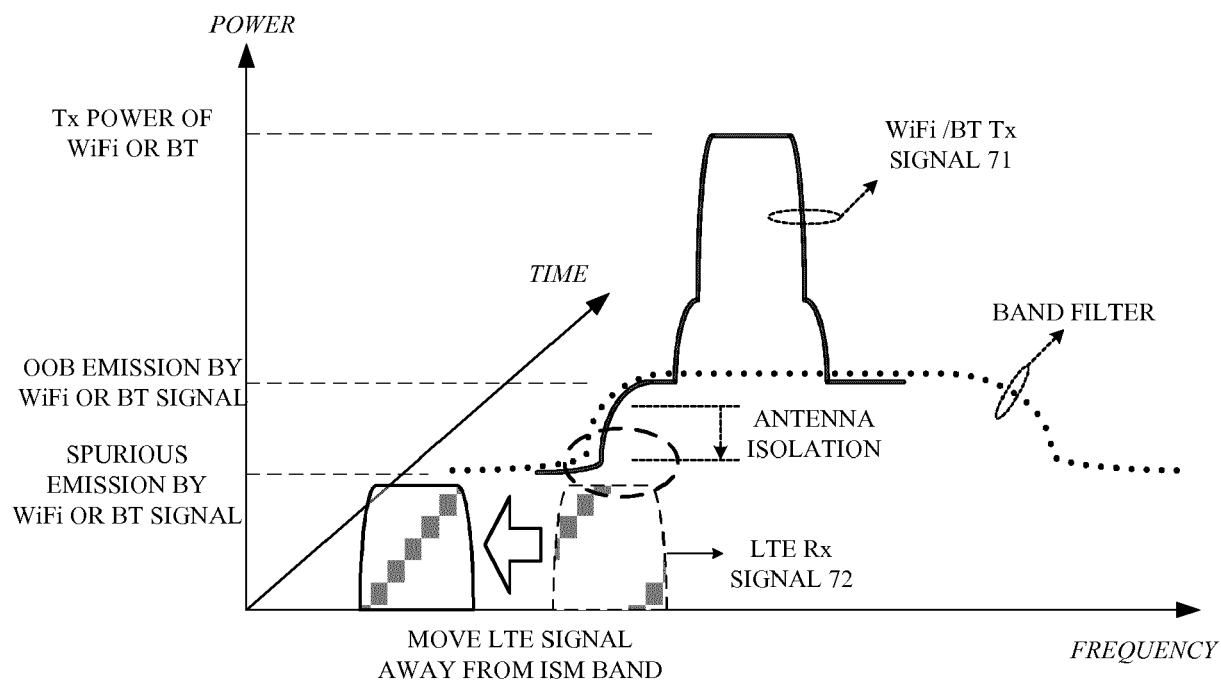 POWER
Tx POWER OF
WiFi OR BT
WiFi /BT Tx
SIGNAL 71
TIME
BAND FILTER
OOB EMISSION BY
WiFi OR BT SIGNAL
ANTENNA
ISOLATION
SPURIOUS
EMISSION BY
WiFi OR BT SIGNAL
LTE Rx
SIGNAL 72
MOVE LTE SIGNAL
AWAY FROM ISM BAND
FREQUENCY